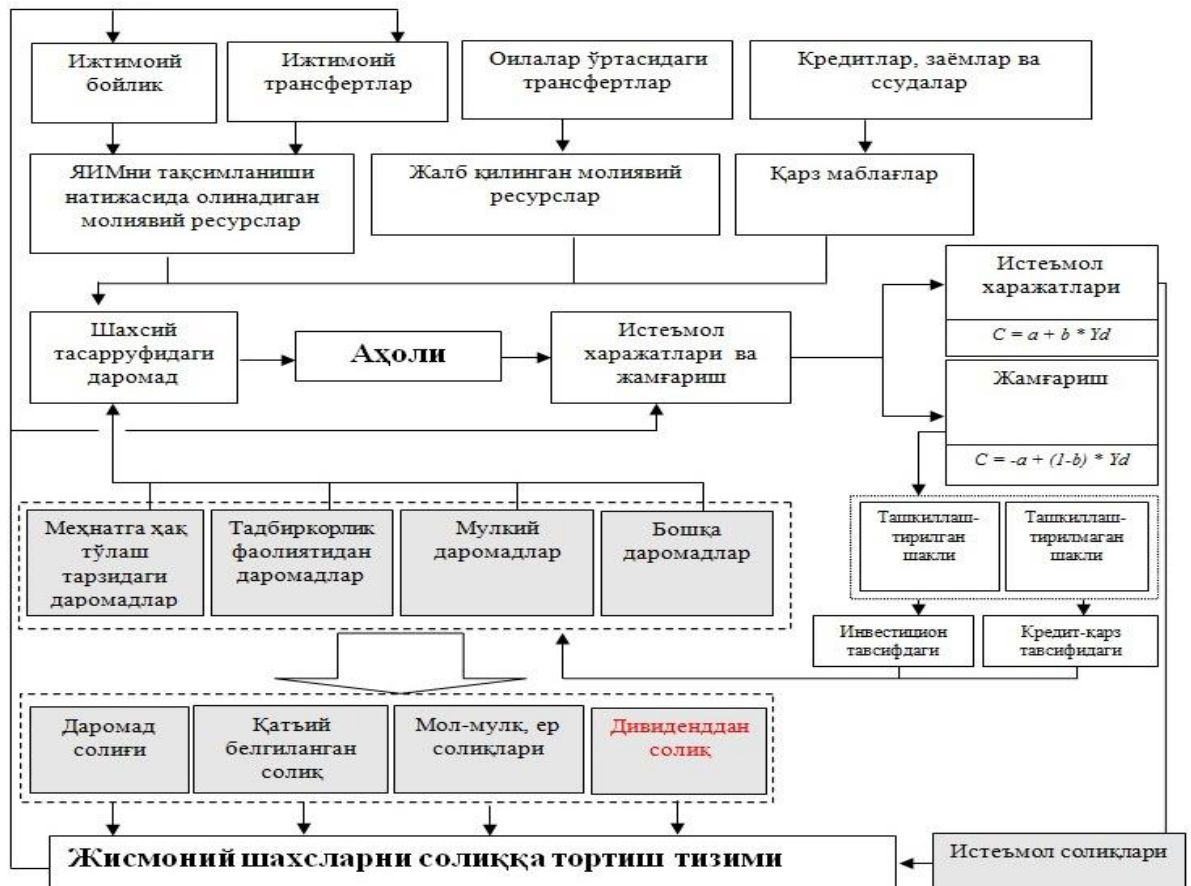 Ижтимоий
бойлик
Ижтимоий
трансфертлар
Оилалар ўртасидаги
трансфертлар
Кредитлар, заёмлар ва
ссудалар
ЯИМни тақсимланиши
натижасида олинадиган
молиявий ресурслар
Жалб қилинган молиявий
ресурслар
Қарз маблағлар
Шахсий
тасарруфидаги
даромад
Аҳоли
Истеъмол
харажатлари ва
жамғариш
Истеъмол
харажатлари
C = a + b * Yd
Жамғариш
C = -a + (1-b) * Yd
Меҳнатга ҳақ
тўлаш
тарзидаги
даромадлар
Тадбиркорлик
фаолиятидан
даромадлар
Мулкий
даромадлар
Бошқа
даромадлар
Ташкиллаш-
тирилган
шакли
Ташкиллаш-
тирилмаган
шакли
Инвестицион
тавсифдаги
Кредит-қарз
тавсифидаги
Даромад
солиғи
Қатъий
белгиланган
солиқ
Мол-мулк, ер
солиқлари
Дивиденддан
солиқ
Жисмоний шахсларни солиққа тортиш тизими
Истеъмол солиқлари